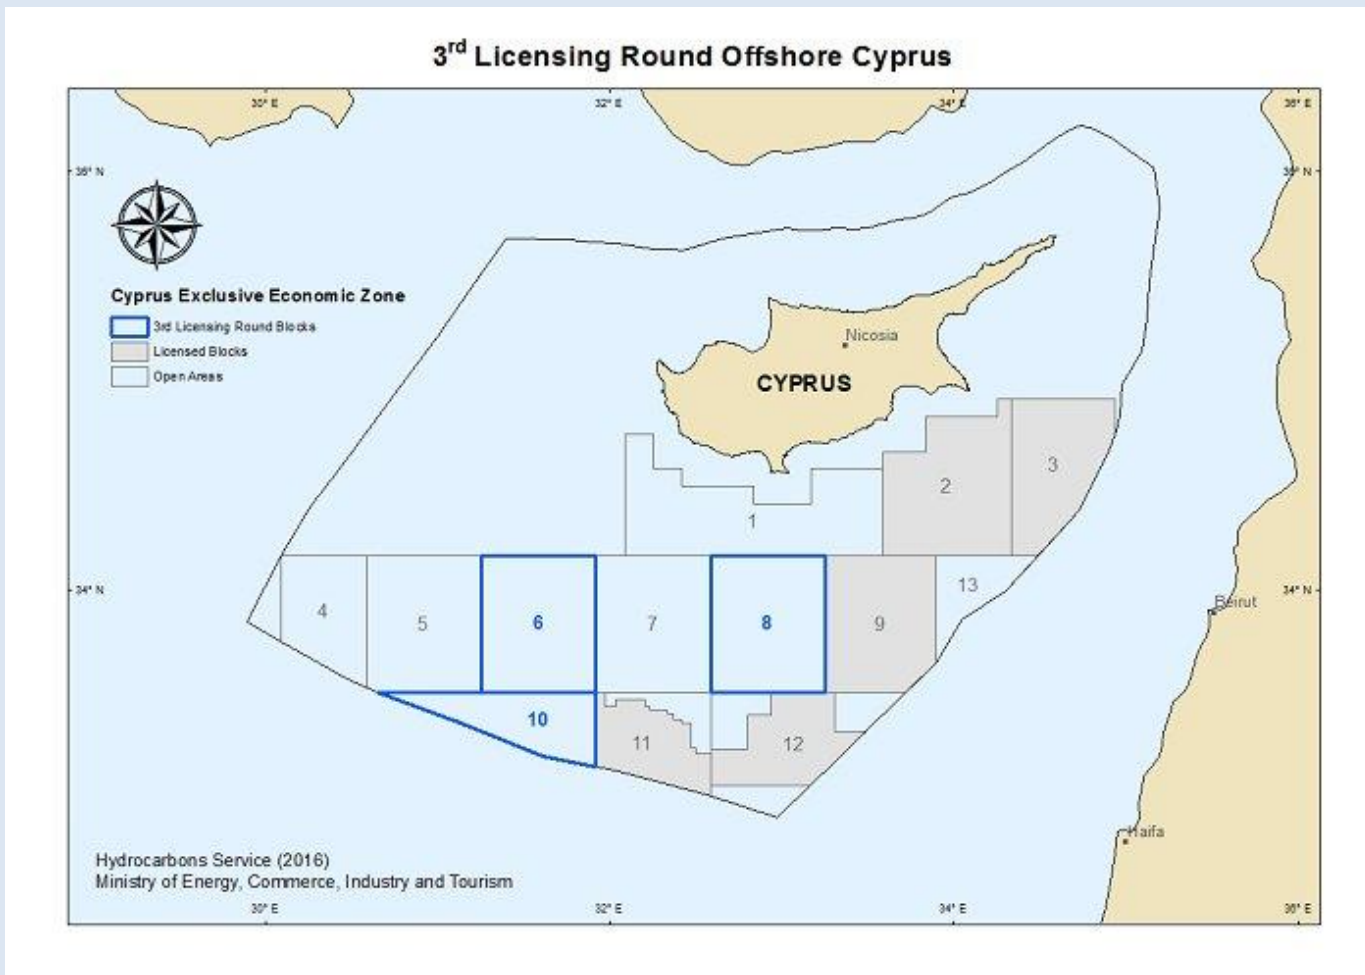 3rd Licensing Round Offshore Cyprus
30° E 32° E 34° E 36° E
36° N 36° N
Cyprus Exclusive Economic Zone
3rd Licensing Round Blocks
Licensed Blocks
Open Areas
Nicosia
CYPRUS
3
2
1
34° N 34° N
13
Beirut
4 5 6 7 8 9
10
11 12
Haifa
Hydrocarbons Service (2016)
Ministry of Energy, Commerce, Industry and Tourism
30° E 32° E 34° E 36° E